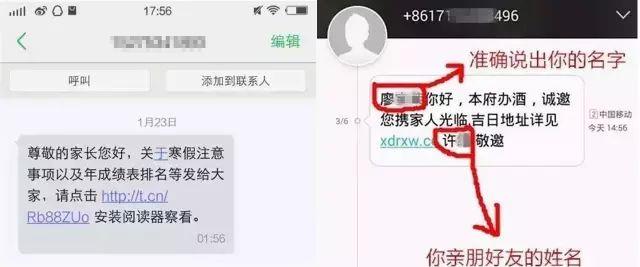 17:56
编辑
呼叫
添加到联系人
1月23日
尊敬的家长您好，关于寒假注意
事项以及年成绩表排名等发给大
家，请点击 http://t.cn/
Rb88ZUo 安装阅读器察看。
01:56
+8617 496
准确说出你的名字
廖 你好，本府办酒，诚邀
您携家人光临,吉日地址详见
xdrxw.c 许 敬邀
3/6
2 中国移动
今天 14:56
你亲朋好友的姓名